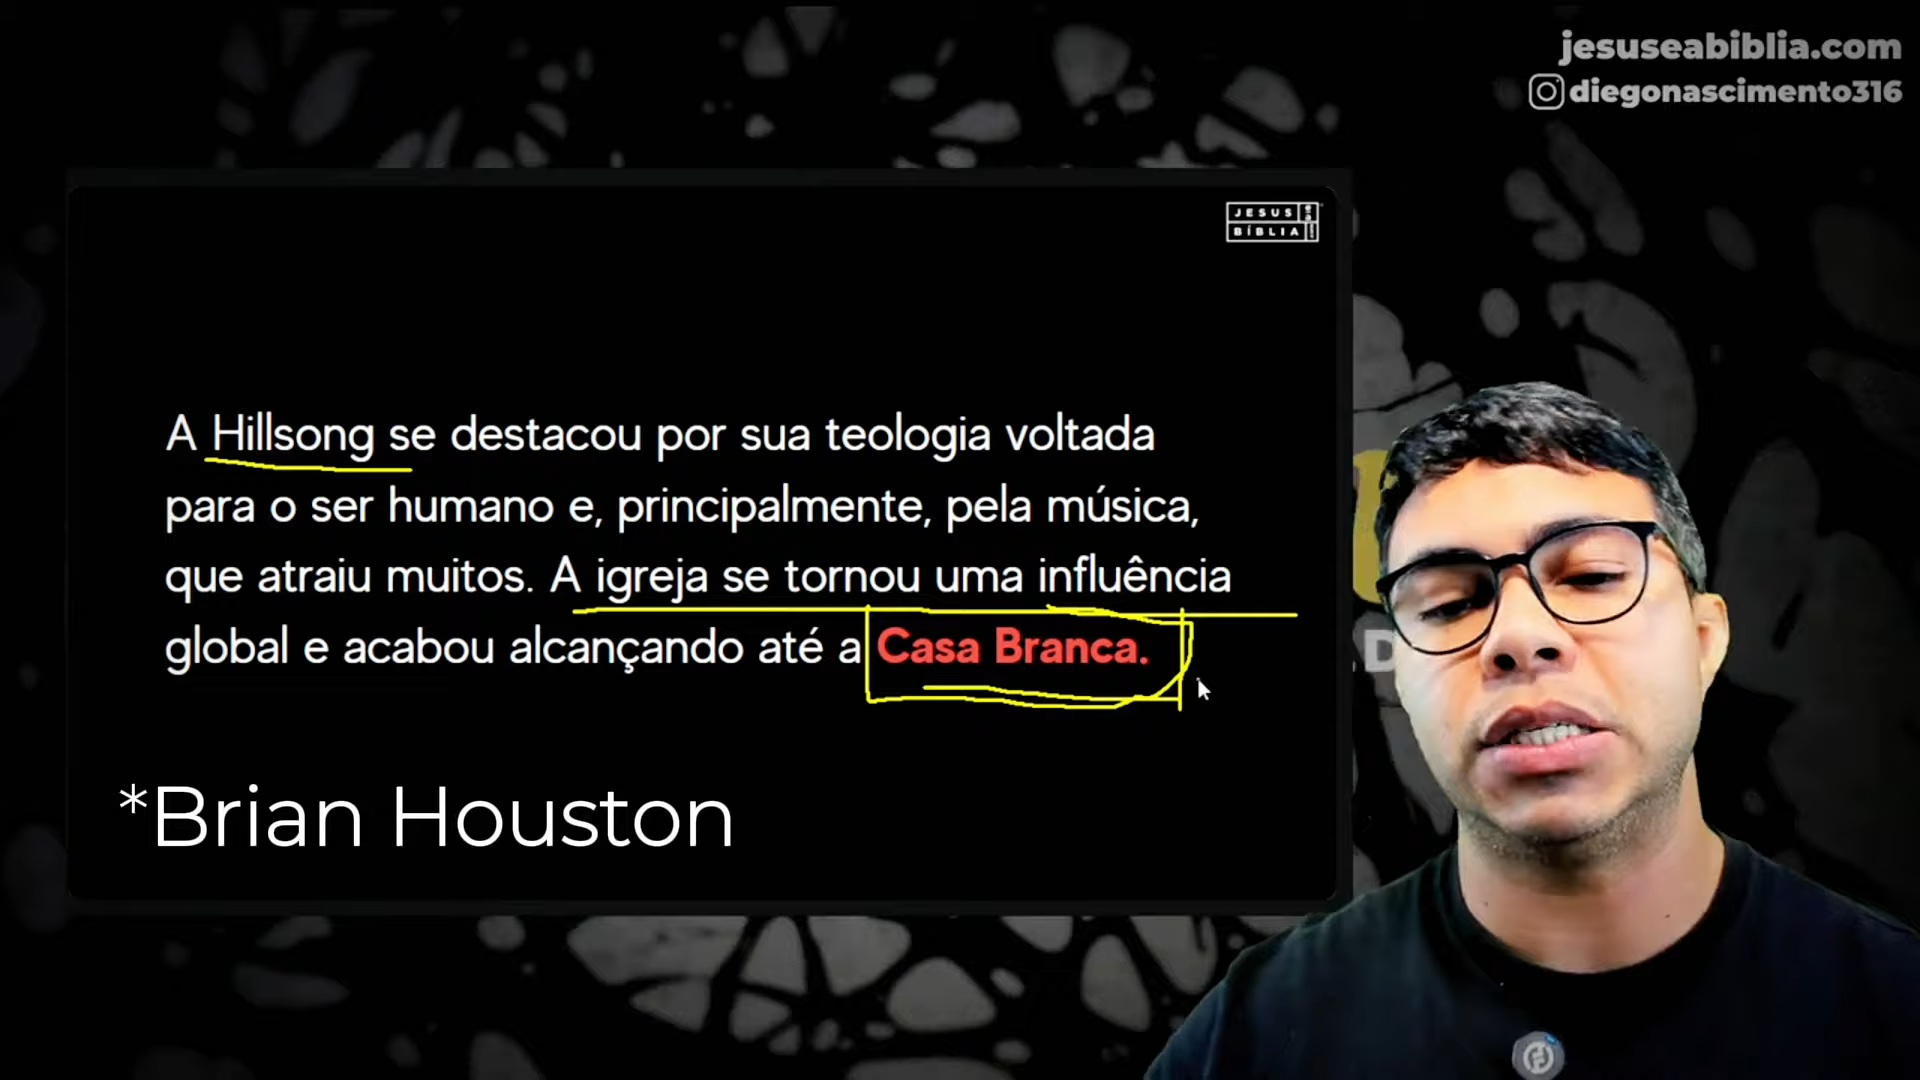 jesuseabiblia.com
diegonascimento316
JESUS
BÍBLIA
A Hillsong se destacou por sua teologia voltada
para o ser humano e, principalmente, pela música,
que atraiu muitos. A igreja se tornou uma influência
global e acabou alcançando até a Casa Branca.
*Brian Houston